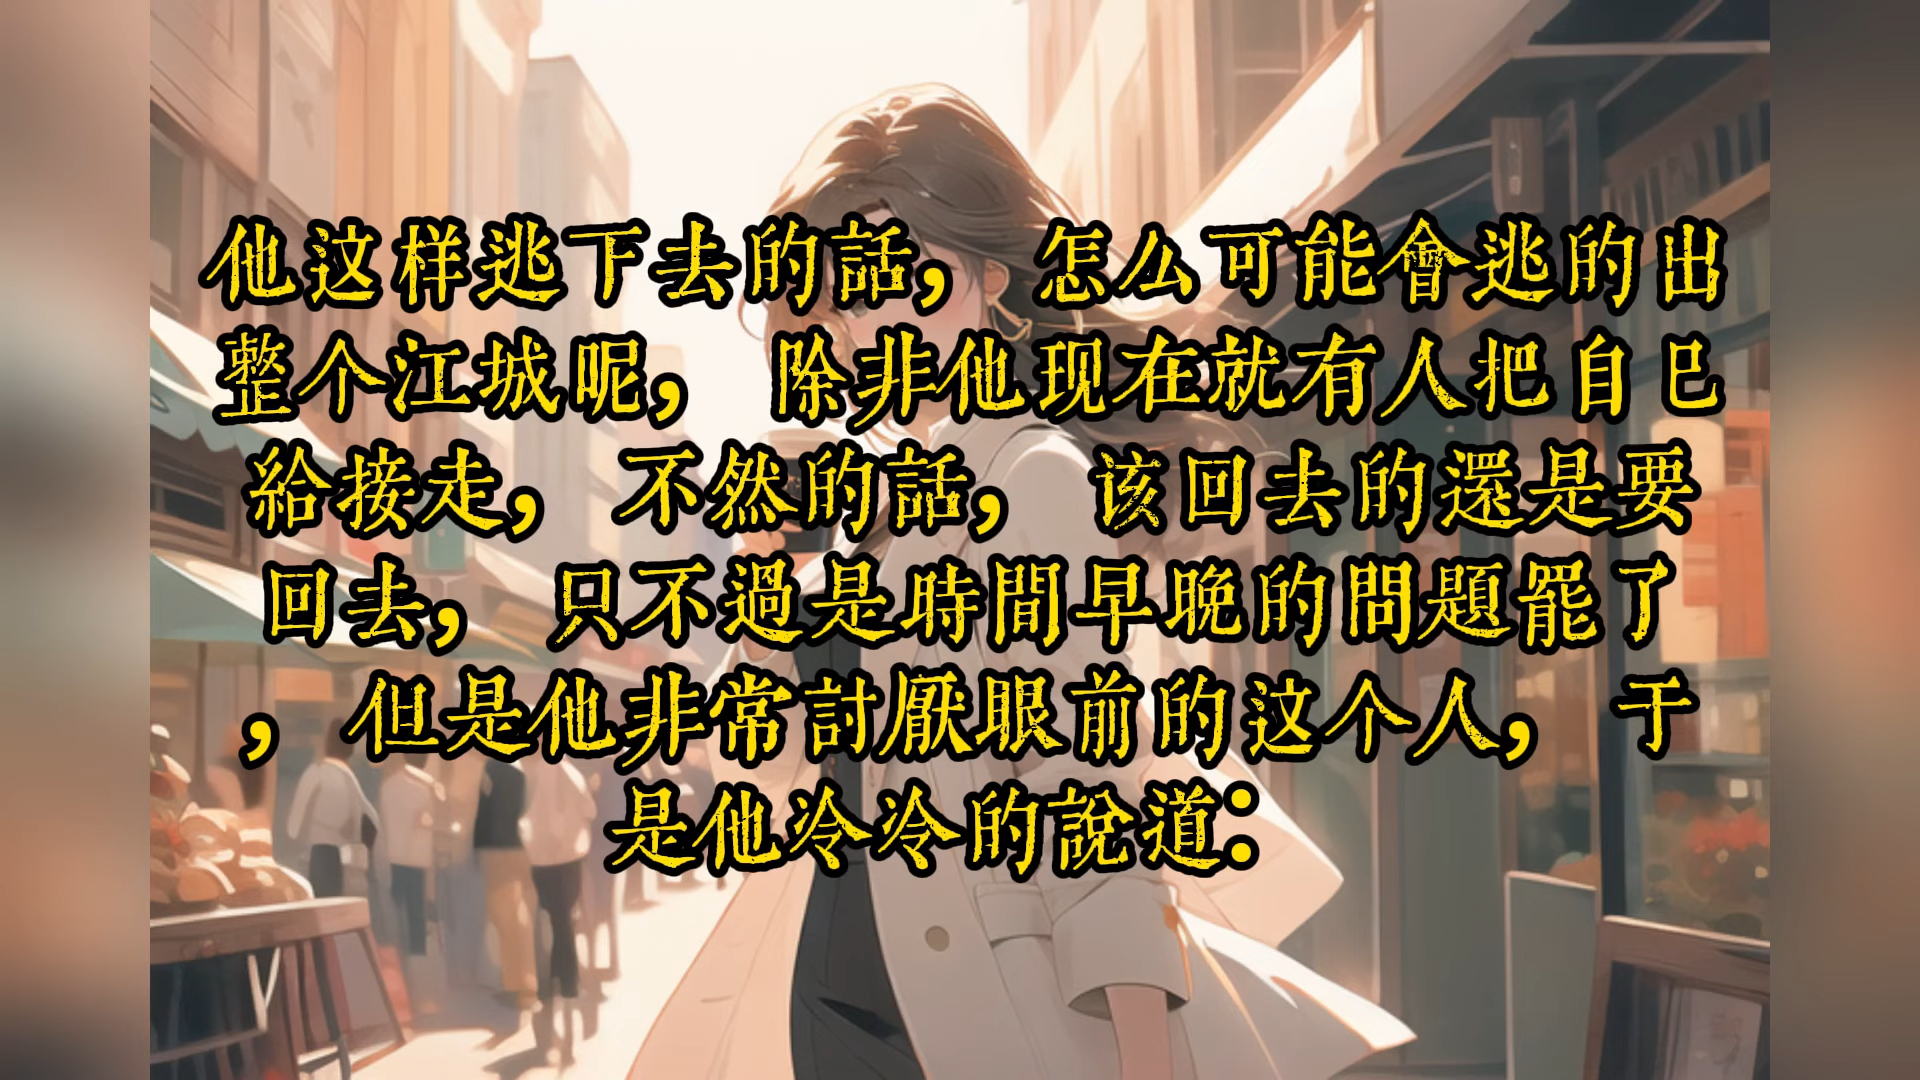 他这样逃下去的話， 怎么可能會逃的出
整个江城呢， 除非他现在就有人把自已
給接走， 不然的話， 该回去的還是要
回去， 只不過是時間早晚的問題罷了
， 但是他非常討厭眼前的这个人， 于
是他冷冷的說道：